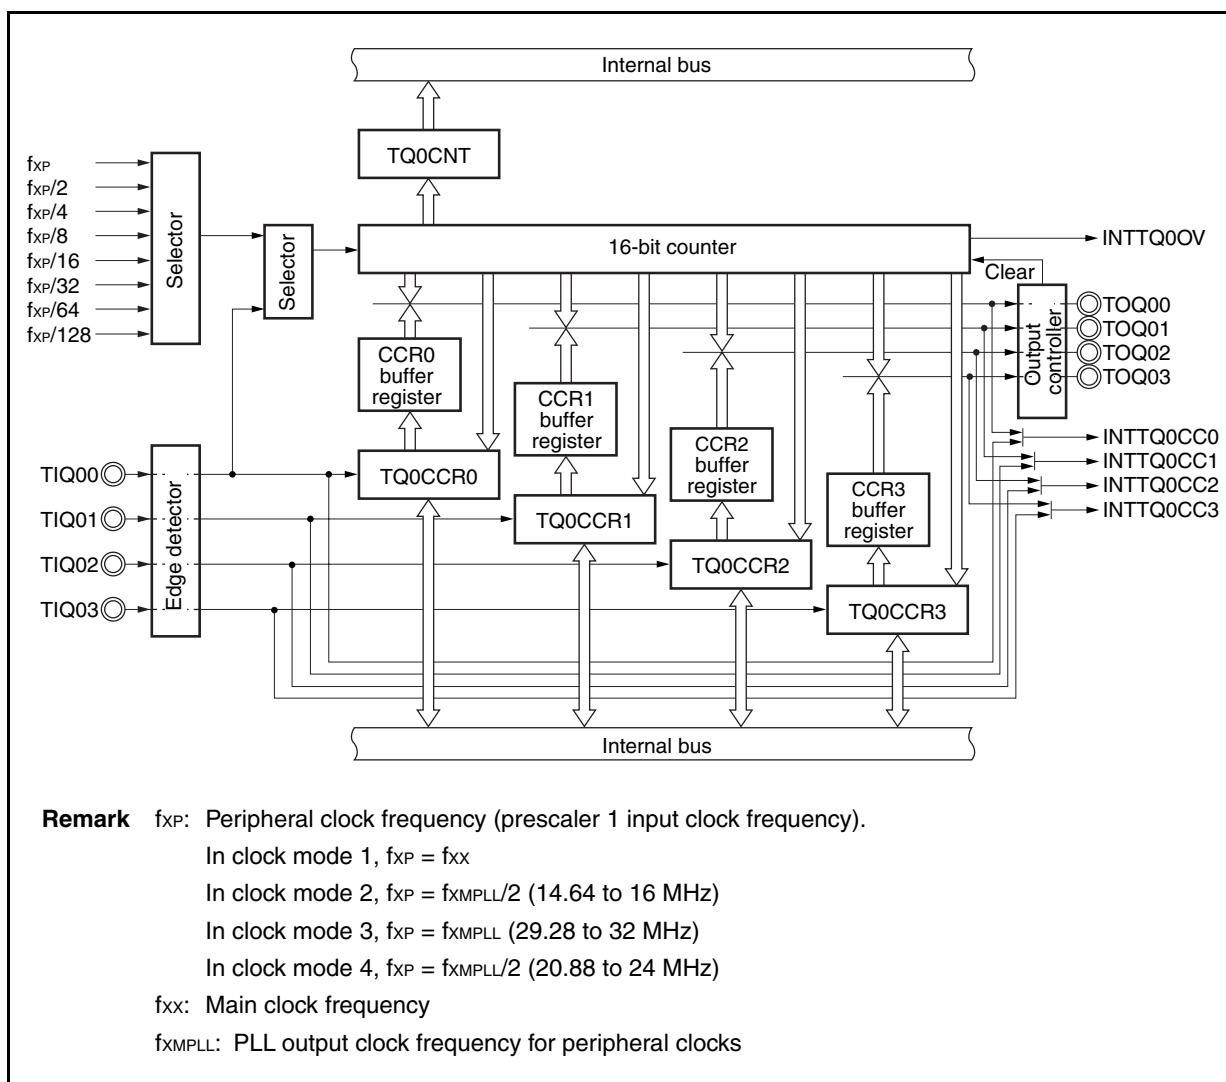 Internal bus
TQ0CNT
fXP
fXP/2
fXP/4
fXP/8
fXP/16
fXP/32
fXP/64
fXP/128
Selector
Selector
16-bit counter
INTTQ0OV
Clear
Output controller
TOQ00
TOQ01
TOQ02
TOQ03
CCR0
buffer
register
CCR1
buffer
register
CCR2
buffer
register
CCR3
buffer
register
INTTQ0CC0
INTTQ0CC1
INTTQ0CC2
INTTQ0CC3
TIQ00
TIQ01
TIQ02
TIQ03
Edge detector
TQ0CCR0
TQ0CCR1
TQ0CCR2
TQ0CCR3
Internal bus
Remark fXP: Peripheral clock frequency (prescaler 1 input clock frequency).
In clock mode 1, fXP = fXX
In clock mode 2, fXP = fXMPLL/2 (14.64 to 16 MHz)
In clock mode 3, fXP = fXMPLL (29.28 to 32 MHz)
In clock mode 4, fXP = fXMPLL/2 (20.88 to 24 MHz)
fXX: Main clock frequency
fXMPLL: PLL output clock frequency for peripheral clocks